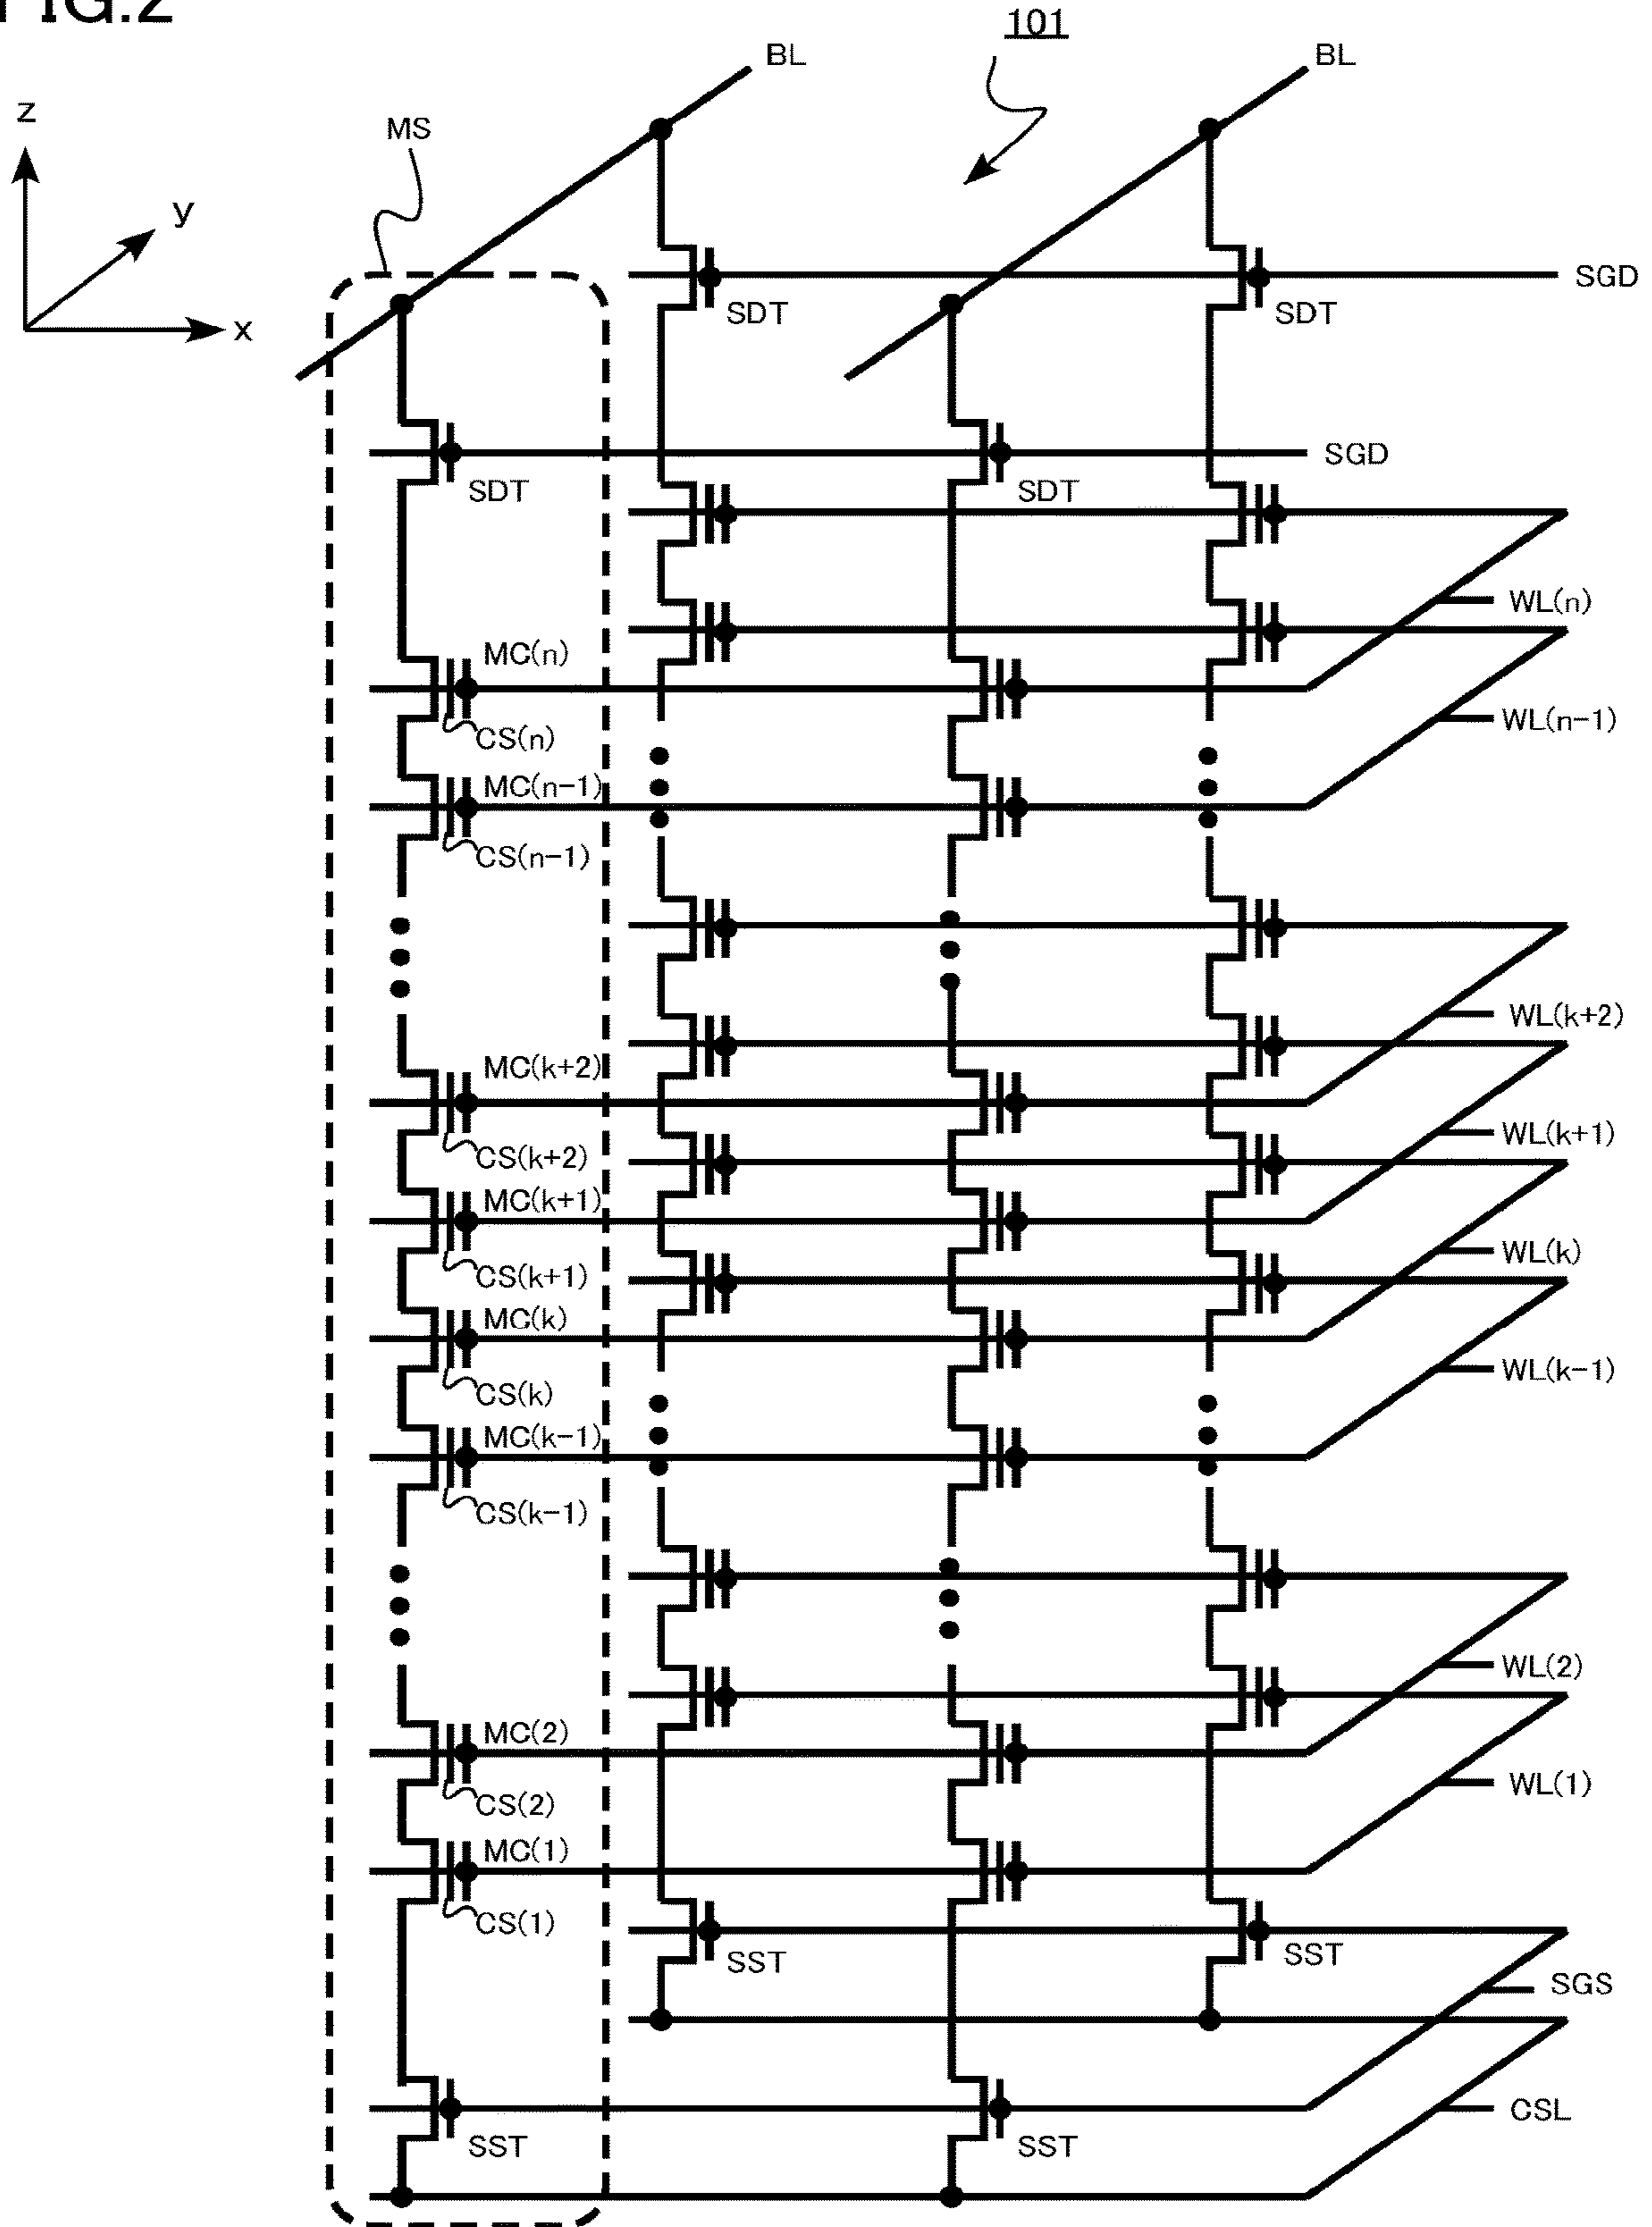 FIG.2
101
BL
BL
z
MS
y
x
SGD
SDT
SDT
SGD
SDT
SDT
WL(n)
MC(n)
WL(n-1)
CS(n)
MC(n-1)
CS(n-1)
WL(k+2)
MC(k+2)
WL(k+1)
CS(k+2)
MC(k+1)
WL(k)
CS(k+1)
MC(k)
WL(k-1)
CS(k)
MC(k-1)
CS(k-1)
WL(2)
MC(2)
WL(1)
CS(2)
MC(1)
CS(1)
SST
SST
SGS
CSL
SST
SST